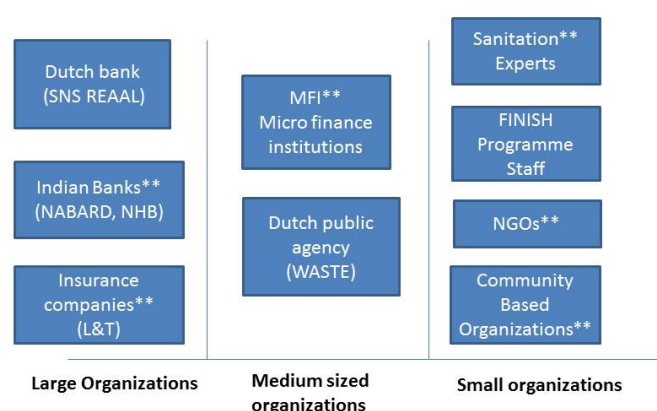 Dutch bank
(SNS REAAL)
Indian Banks**
(NABARD, NHB)
Insurance
companies**
(L&T)
MFI**
Micro finance
institutions
Dutch public
agency
(WASTE)
Sanitation**
Experts
FINISH
Programme
Staff
NGOs**
Community
Based
Organizations**
Large Organizations
Medium sized
organizations
Small organizations